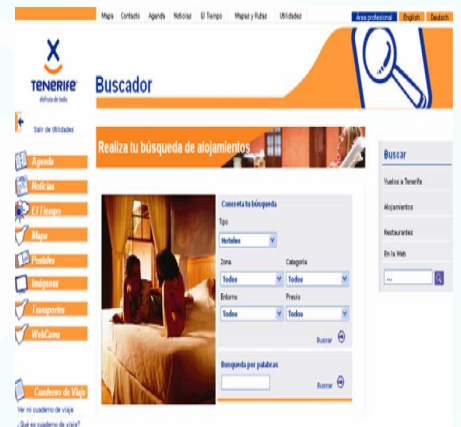 Mapa Contacto Agenda Noticias El Tiempo Mapas y Rutas Utilidades Area profesional English Deutsch
TENERIFE
disfruta de todo
Buscador
Salir de Utilidades
Realiza tu búsqueda de alojamientos
Buscar
Agenda
Noticias
El Tiempo
Mapa
Postales
Imágenes
Transportes
WebCams
Cuaderno de Viaje
Ver mi cuaderno de viaje
¿Qué es cuaderno de viaje?
Concreta tu búsqueda
Tipo
Hoteles
Zona Categoría
Todos Todos
Entorno Precio
Todos Todos
Buscar
Busqueda por palabras
Buscar
Vuelos a Tenerife
Alojamientos
Restaurantes
En la Web
...